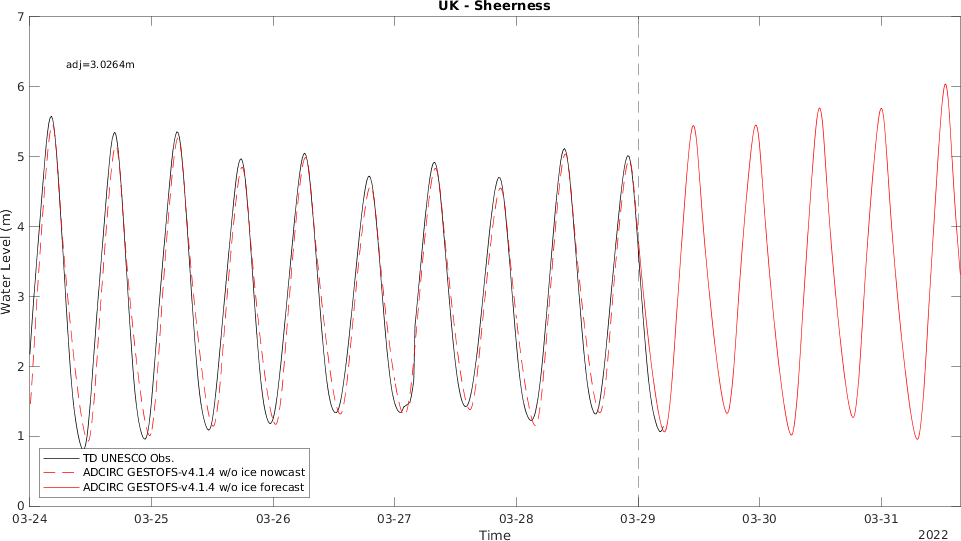 UK - Sheerness
7
6
5
4
3
2
1
0
Water Level (m)
adj=3.0264m
TD UNESCO Obs.
ADCIRC GESTOFS-v4.1.4 w/o ice nowcast
ADCIRC GESTOFS-v4.1.4 w/o ice forecast
03-24
03-25
03-26
03-27
03-28
03-29
03-30
03-31
Time
2022